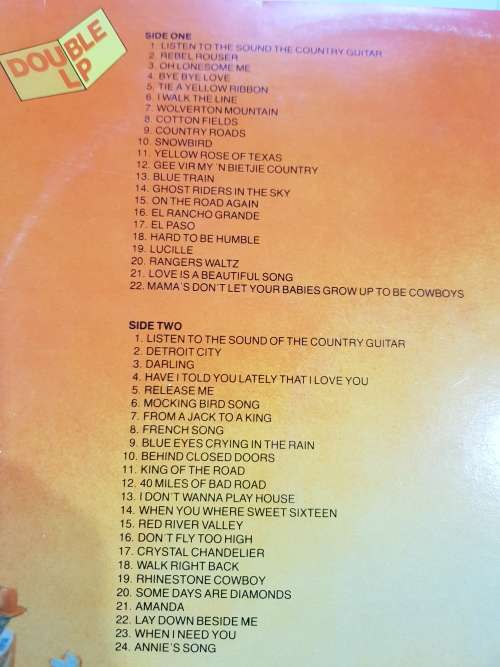 DOUBLE
LP
SIDE ONE
1. LISTEN TO THE SOUND THE COUNTRY GUITAR
2. REBEL ROUSER
3. OH LONESOME ME
4. BYE BYE LOVE
5. TIE A YELLOW RIBBON
6. I WALK THE LINE
7. WOLVERTON MOUNTAIN
8. COTTON FIELDS
9. COUNTRY ROADS
10. SNOWBIRD
11. YELLOW ROSE OF TEXAS
12. GEE VIR MY 'N BIETJIE COUNTRY
13. BLUE TRAIN
14. GHOST RIDERS IN THE SKY
15. ON THE ROAD AGAIN
16. EL RANCHO GRANDE
17. EL PASO
18. HARD TO BE HUMBLE
19. LUCILLE
20. RANGERS WALTZ
21. LOVE IS A BEAUTIFUL SONG
22. MAMA'S DON'T LET YOUR BABIES GROW UP TO BE COWBOYS
SIDE TWO
1. LISTEN TO THE SOUND OF THE COUNTRY GUITAR
2. DETROIT CITY
3. DARLING
4. HAVE I TOLD YOU LATELY THAT I LOVE YOU
5. RELEASE ME
6. MOCKING BIRD SONG
7. FROM A JACK TO A KING
8. FRENCH SONG
9. BLUE EYES CRYING IN THE RAIN
10. BEHIND CLOSED DOORS
11. KING OF THE ROAD
12. 40 MILES OF BAD ROAD
13. I DON'T WANNA PLAY HOUSE
14. WHEN YOU WHERE SWEET SIXTEEN
15. RED RIVER VALLEY
16. DON'T FLY TOO HIGH
17. CRYSTAL CHANDELIER
18. WALK RIGHT BACK
19. RHINESTONE COWBOY
20. SOME DAYS ARE DIAMONDS
21. AMANDA
22. LAY DOWN BESIDE ME
23. WHEN I NEED YOU
24. ANNIE'S SONG